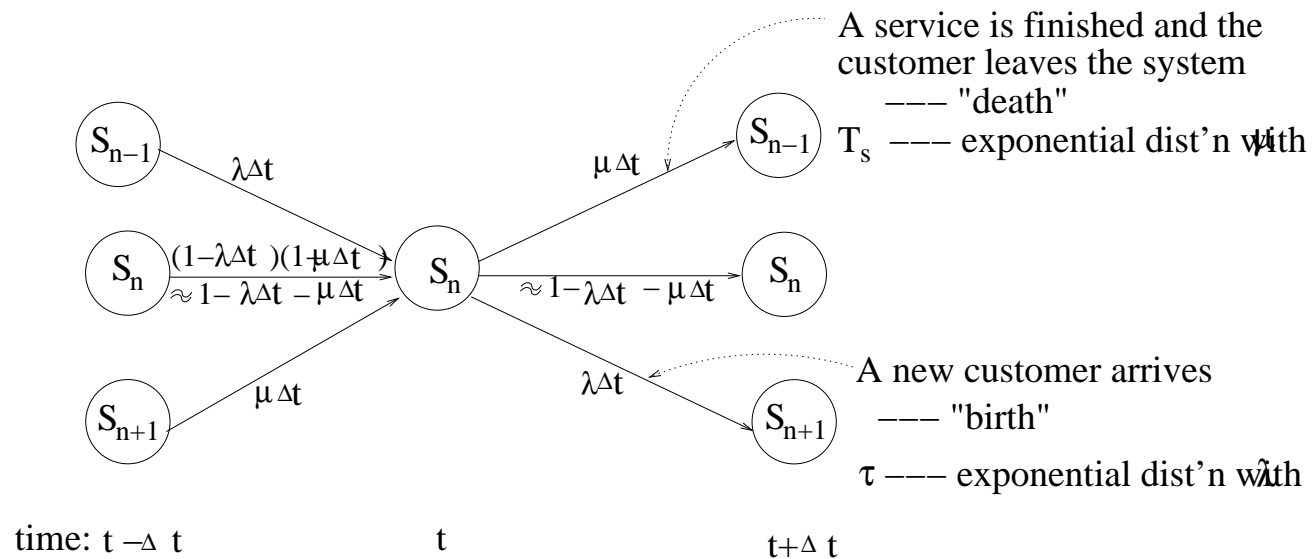 A service is finished and the
customer leaves the system
––– "death"
T_s ––– exponential dist'n with μ
S_{n–1}
S_{n–1}
λΔt
μΔt
(1–λΔt )(1–μΔt )
S_n
≈ 1– λΔt – μΔt
S_n
≈ 1– λΔt – μΔt
S_n
μΔt
λΔt
A new customer arrives
––– "birth"
S_{n+1}
S_{n+1}
τ ––– exponential dist'n with λ
time: t –Δ t
t
t+Δ t